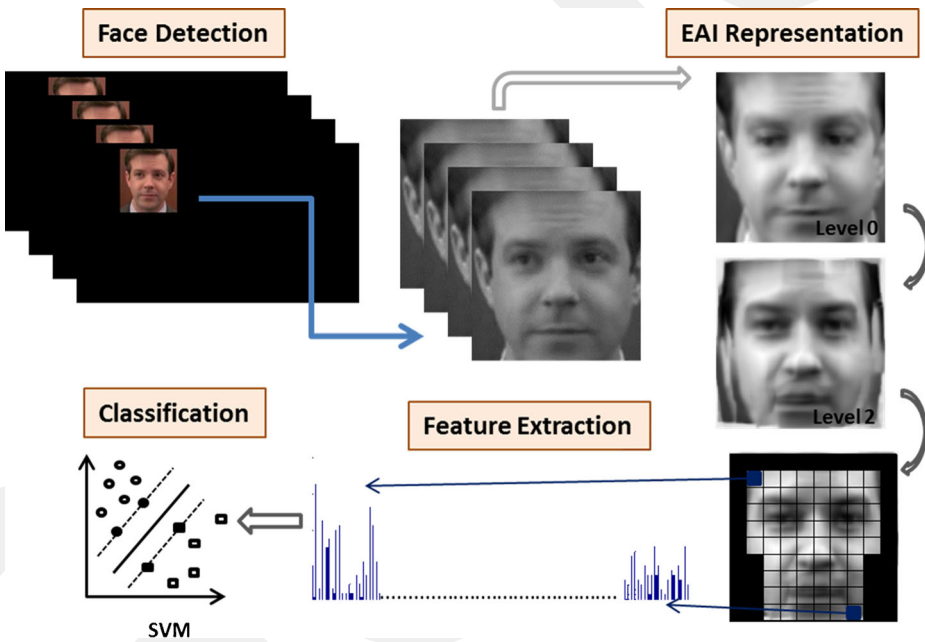 Face Detection
EAI Representation
Level 0
Level 2
Classification
Feature Extraction
SVM